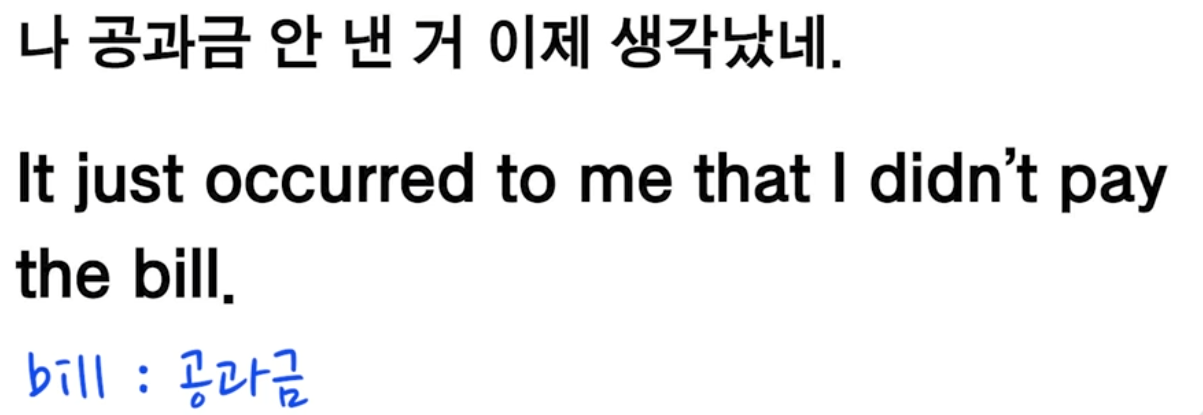 나 공과금 안 낸 거 이제 생각났네.
It just occurred to me that I didn’t pay
the bill.
bill : 공과금